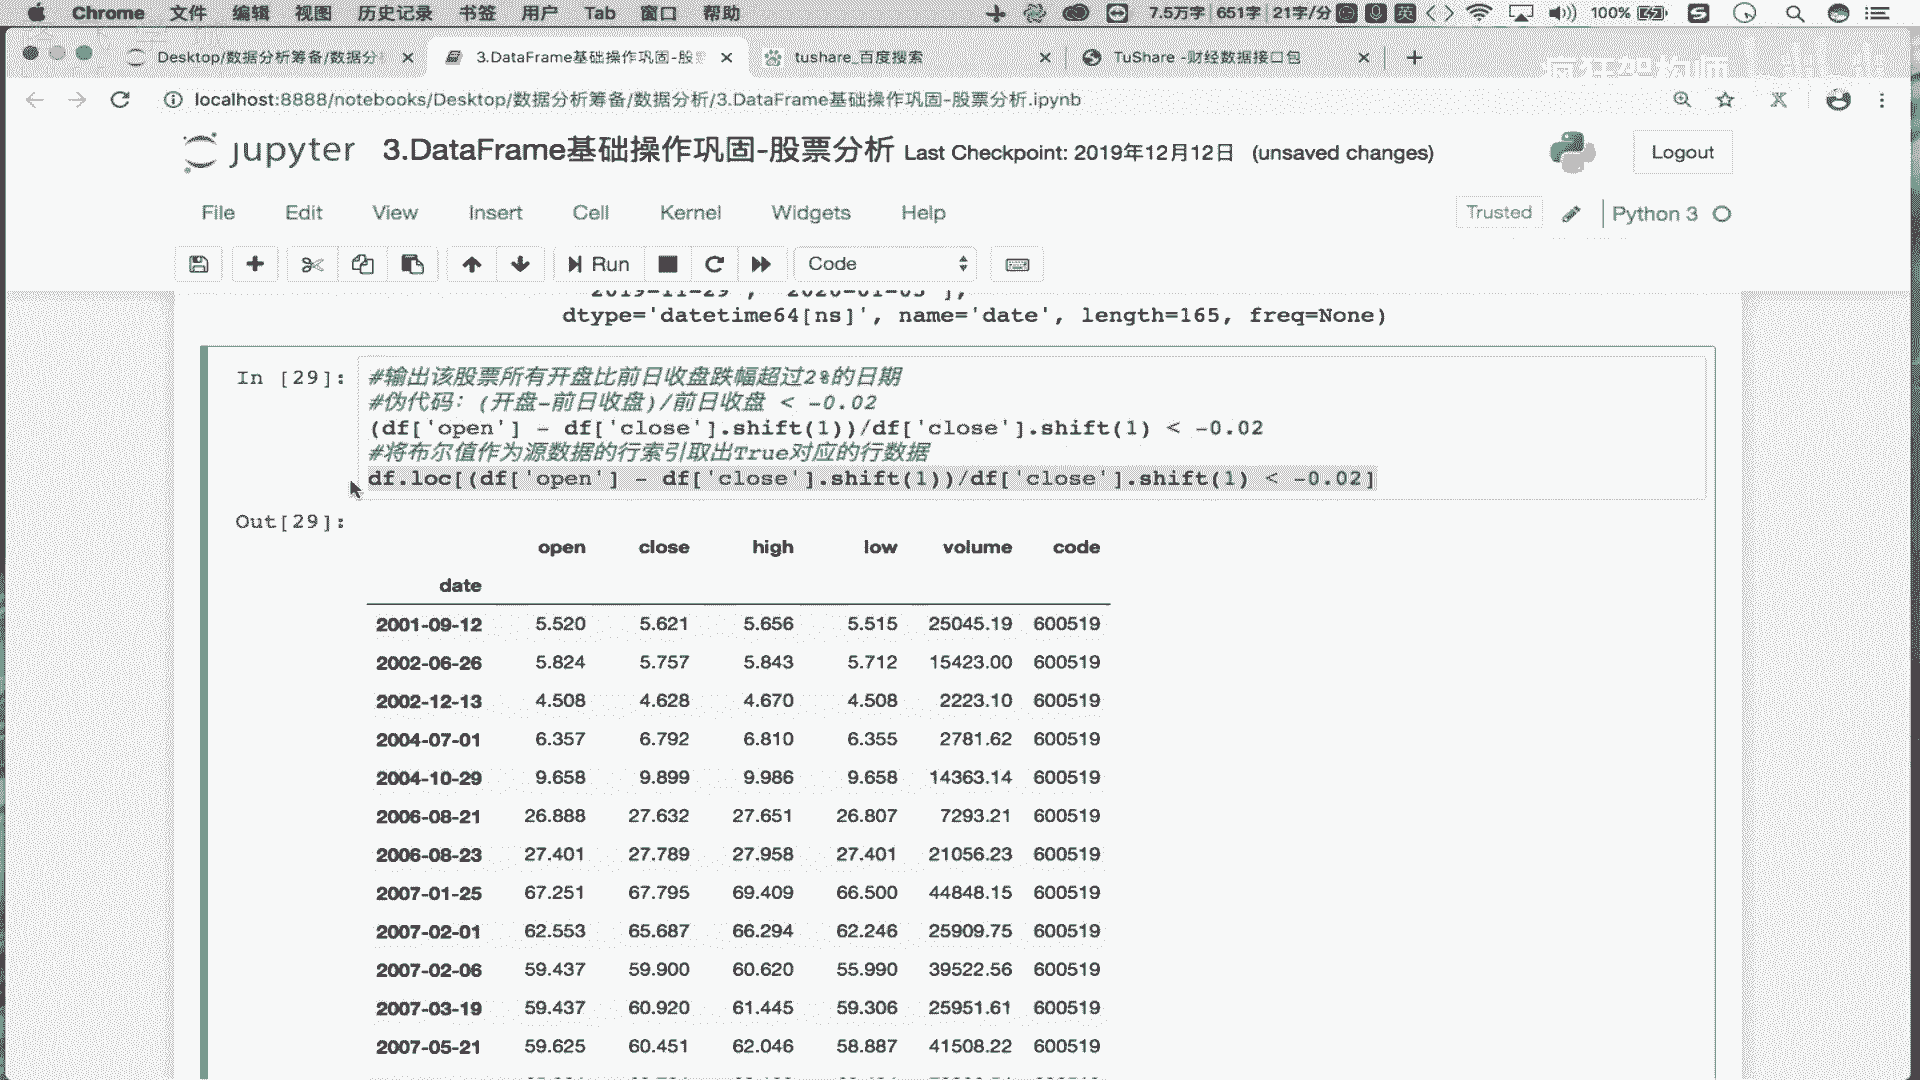 Chrome 文件 编辑 视图 历史记录 书签 用户 Tab 窗口 帮助 7.5万字 651字 21字/分 英 100%
Desktop/数据分析筹备/数据分 3.DataFrame基础操作巩固-股票 tushare_百度搜索 TuShare -财经数据接口包
疯狂架构师
localhost:8888/notebooks/Desktop/数据分析筹备/数据分析/3.DataFrame基础操作巩固-股票分析.ipynb
jupyter 3.DataFrame基础操作巩固-股票分析 Last Checkpoint: 2019年12月12日 (unsaved changes) Logout
File Edit View Insert Cell Kernel Widgets Help Trusted Python 3
Run Code
'2019-11-29', '2020-01-03'],
dtype='datetime64[ns]', name='date', length=165, freq=None)
In [29]: #输出该股票所有开盘比前日收盘跌幅超过2%的日期
#伪代码：(开盘-前日收盘)/前日收盘 < -0.02
(df['open'] - df['close'].shift(1))/df['close'].shift(1) < -0.02
#将布尔值作为源数据的行索引取出True对应的行数据
df.loc[(df['open'] - df['close'].shift(1))/df['close'].shift(1) < -0.02]
Out[29]:
open close high low volume code
date
2001-09-12 5.520 5.621 5.656 5.515 25045.19 600519
2002-06-26 5.824 5.757 5.843 5.712 15423.00 600519
2002-12-13 4.508 4.628 4.670 4.508 2223.10 600519
2004-07-01 6.357 6.792 6.810 6.355 2781.62 600519
2004-10-29 9.658 9.899 9.986 9.658 14363.14 600519
2006-08-21 26.888 27.632 27.651 26.807 7293.21 600519
2006-08-23 27.401 27.789 27.958 27.401 21056.23 600519
2007-01-25 67.251 67.795 69.409 66.500 44848.15 600519
2007-02-01 62.553 65.687 66.294 62.246 25909.75 600519
2007-02-06 59.437 59.900 60.620 55.990 39522.56 600519
2007-03-19 59.437 60.920 61.445 59.306 25951.61 600519
2007-05-21 59.625 60.451 62.046 58.887 41508.22 600519